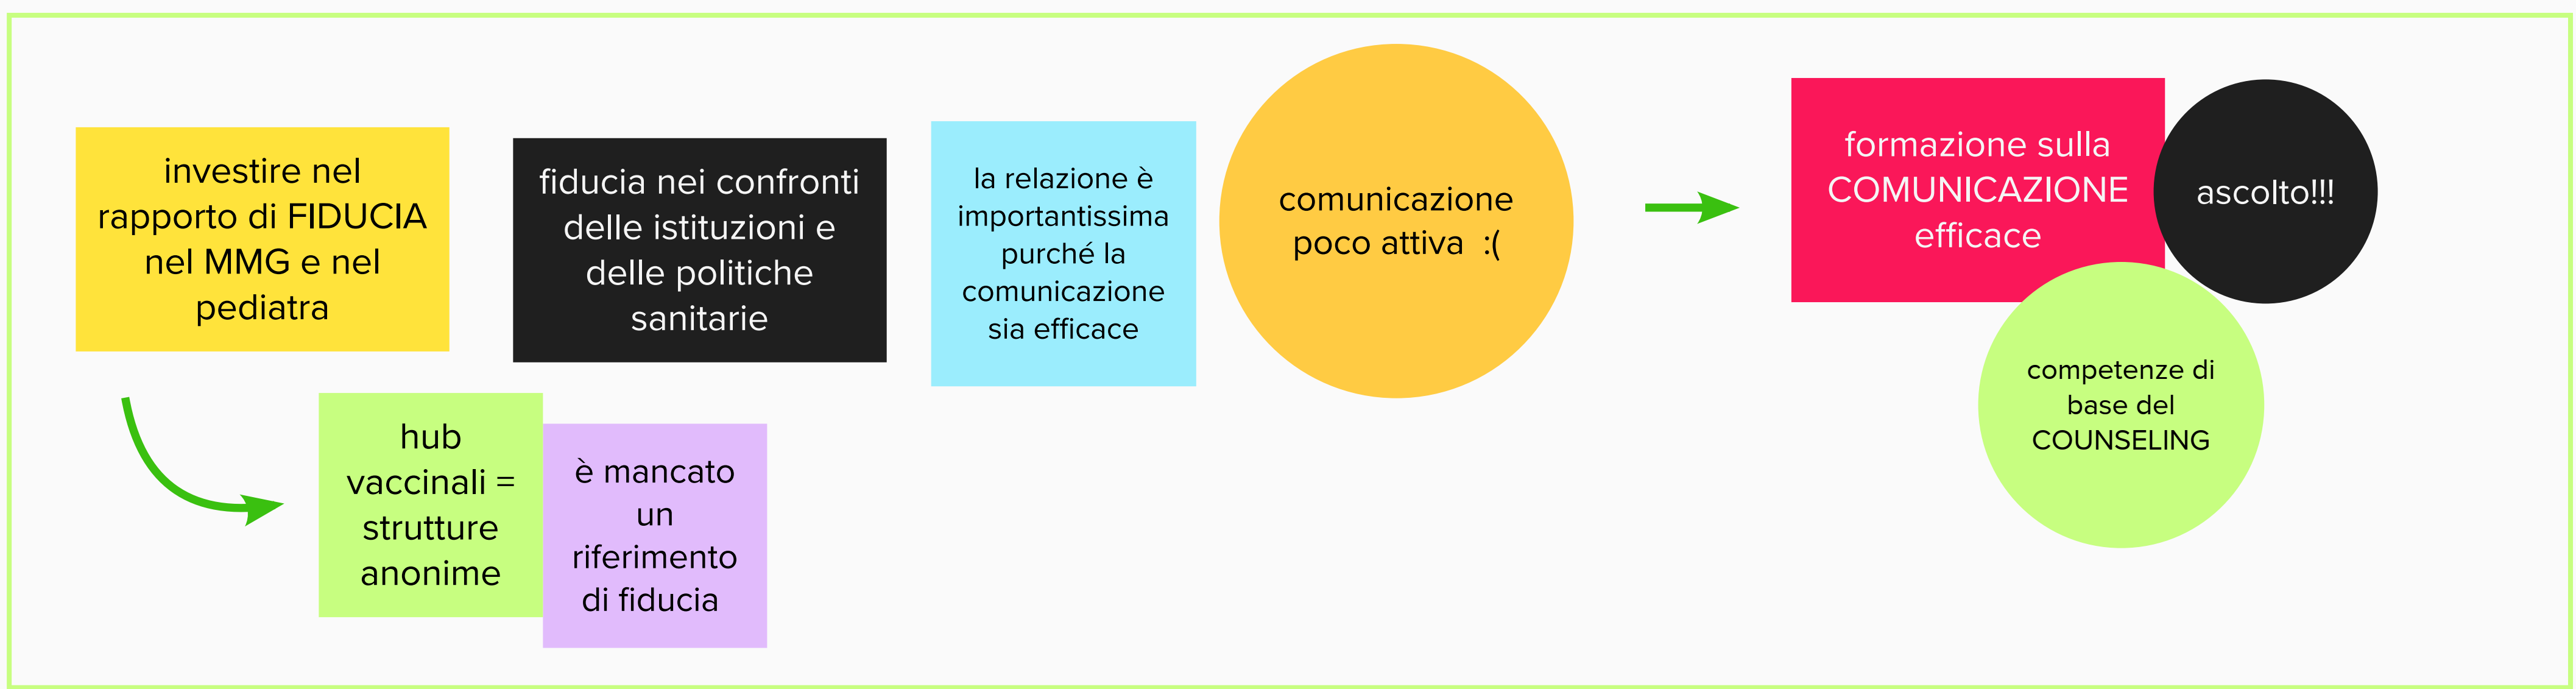 investire nel
rapporto di FIDUCIA
nel MMG e nel
pediatra
fiducia nei confronti
delle istituzioni e
delle politiche
sanitarie
la relazione è
importantissima
purché la
comunicazione
sia efficace
comunicazione
poco attiva  :(
formazione sulla
COMUNICAZIONE
efficace
ascolto!!!
competenze di
base del
COUNSELING
hub
vaccinali =
strutture
anonime
è mancato
un
riferimento
di fiducia